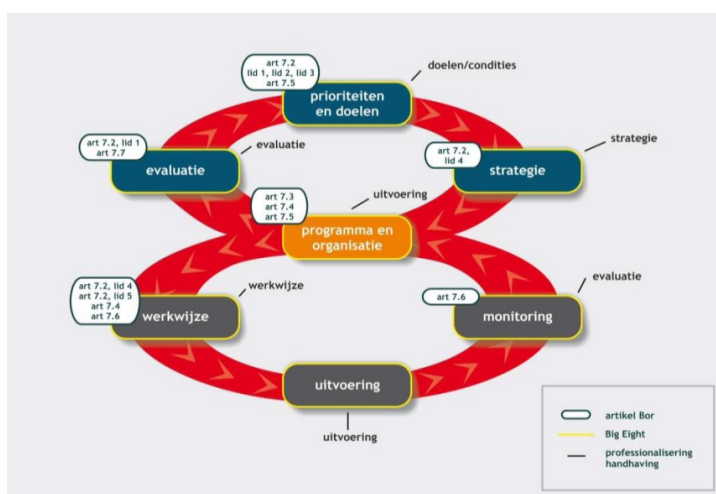 art 7.2
lid 1, lid 2, lid 3
art 7.5
doelen/condities
prioriteiten
en doelen
art 7.2, lid 1
art 7.7
evaluatie
evaluatie
art 7.2,
lid 4
strategie
strategie
art 7.3
art 7.4
art 7.5
uitvoering
programma en
organisatie
art 7.2, lid 4
art 7.2, lid 5
art 7.4
art 7.6
werkwijze
werkwijze
art 7.6
evaluatie
monitoring
uitvoering
uitvoering
artikel Bor
Big Eight
professionalisering
handhaving